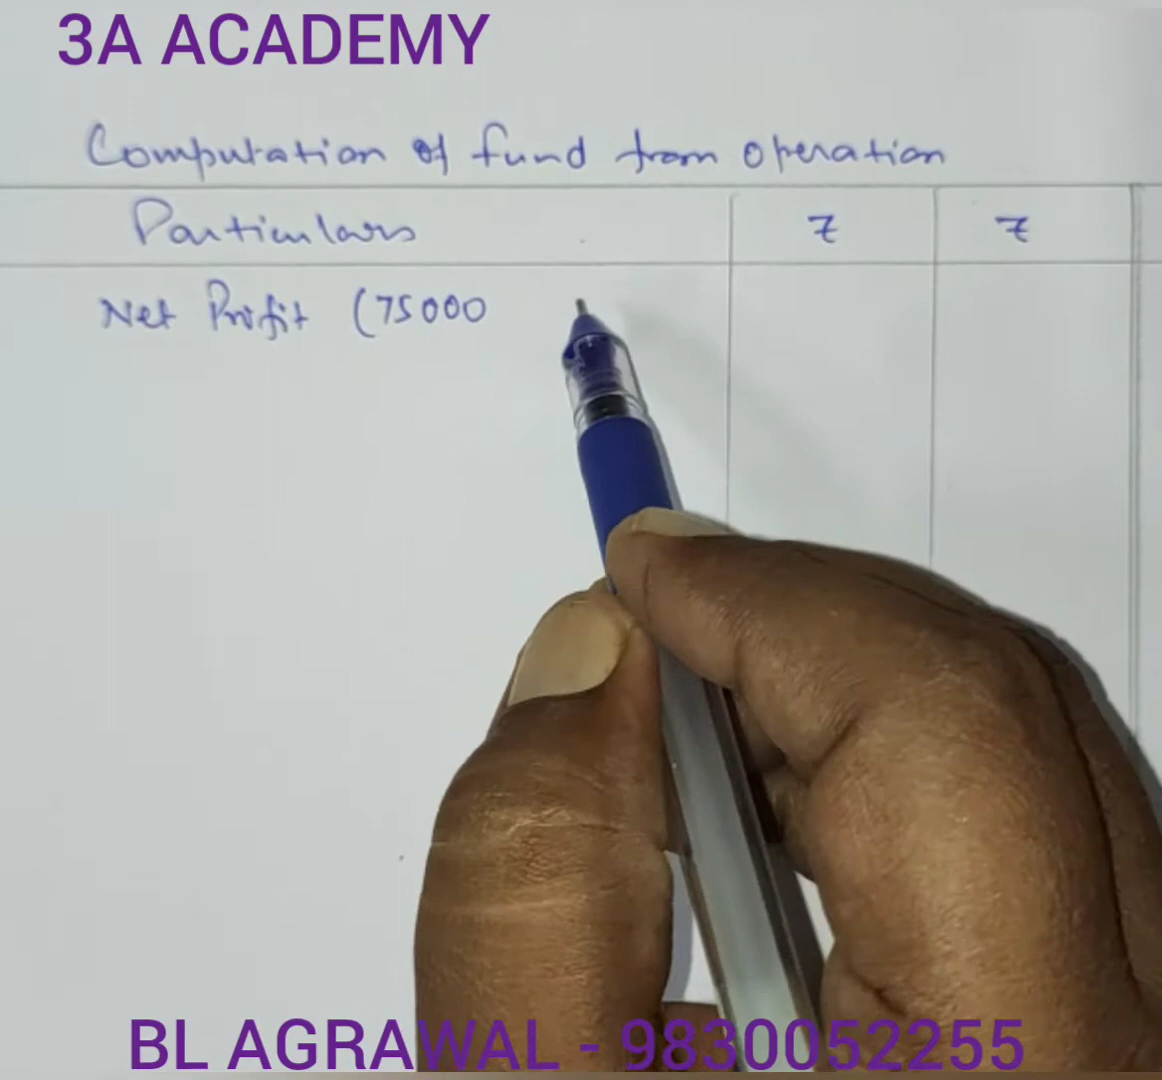 3A ACADEMY
Computation of fund from operation
Particulars ₹ ₹
Net Profit (75000
BL AGRAWAL - 9830052255